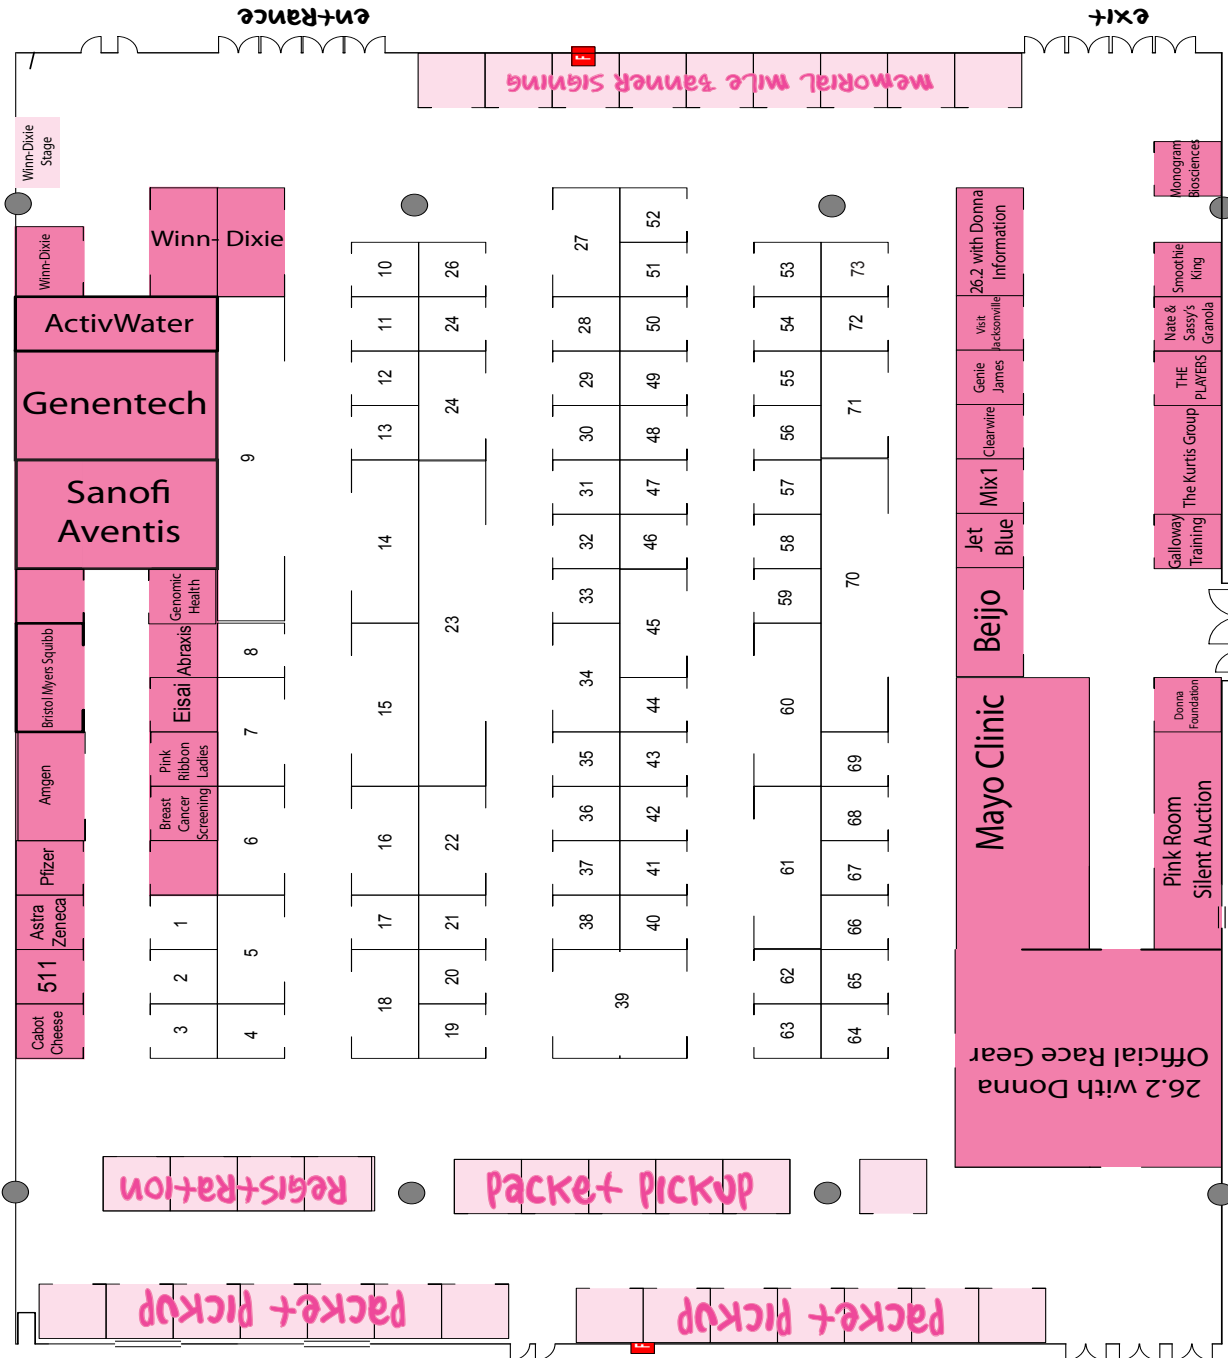 entrance
exit
memorial mile banner signing
F
Winn-Dixie
Stage
Monogram
Biosciences
Winn-Dixie
Winn- Dixie
26.2 with Donna
Information
Smoothie
King
ActivWater
Visit
Jacksonville
Nate &
Sassy's
Granola
Genentech
Genie
James
THE
PLAYERS
Clearwire
The Kurtis Group
Sanofi
Aventis
Mix1
Jet
Blue
Galloway
Training
Genomic
Health
Beijo
Bristol Myers Squibb
Abraxis
Eisai
Mayo Clinic
Donna
Foundation
Amgen
Pink
Ribbon
Ladies
Breast
Cancer
Screening
Pink Room
Silent Auction
Pfizer
Astra
Zeneca
511
Cabot
Cheese
26.2 with Donna
Official Race Gear
1
2
3
4
5
6
7
8
9
10
11
12
13
14
15
16
17
18
19
20
21
22
23
24
24
26
27
28
29
30
31
32
33
34
35
36
37
38
39
40
41
42
43
44
45
46
47
48
49
50
51
52
53
54
55
56
57
58
59
60
61
62
63
64
65
66
67
68
69
70
71
72
73
Registration
packet pickup
packet pickup
packet pickup
F